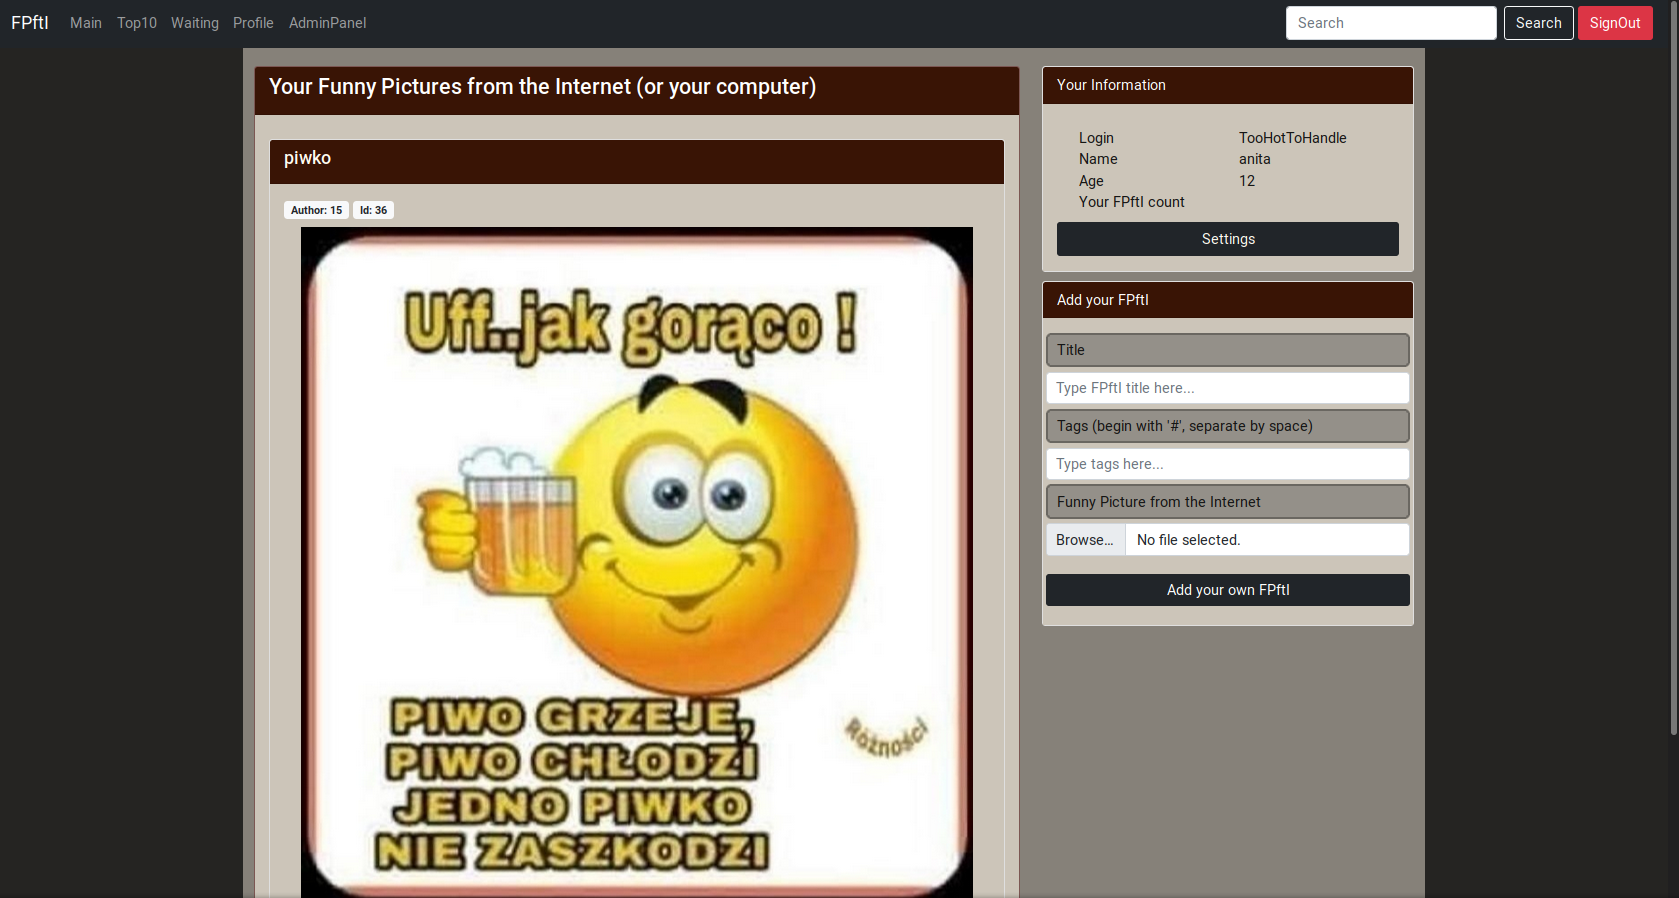 FPftI Main Top10 Waiting Profile AdminPanel Search Search SignOut
Your Funny Pictures from the Internet (or your computer)
piwko
Author: 15 Id: 36
Uff..jak gorąco !
PIWO GRZEJE,
PIWO CHŁODZI
JEDNO PIWKO
NIE ZASZKODZI
Różności
Your Information
Login TooHotToHandle
Name anita
Age 12
Your FPftI count
Settings
Add your FPftI
Title
Type FPftI title here...
Tags (begin with '#', separate by space)
Type tags here...
Funny Picture from the Internet
Browse... No file selected.
Add your own FPftI